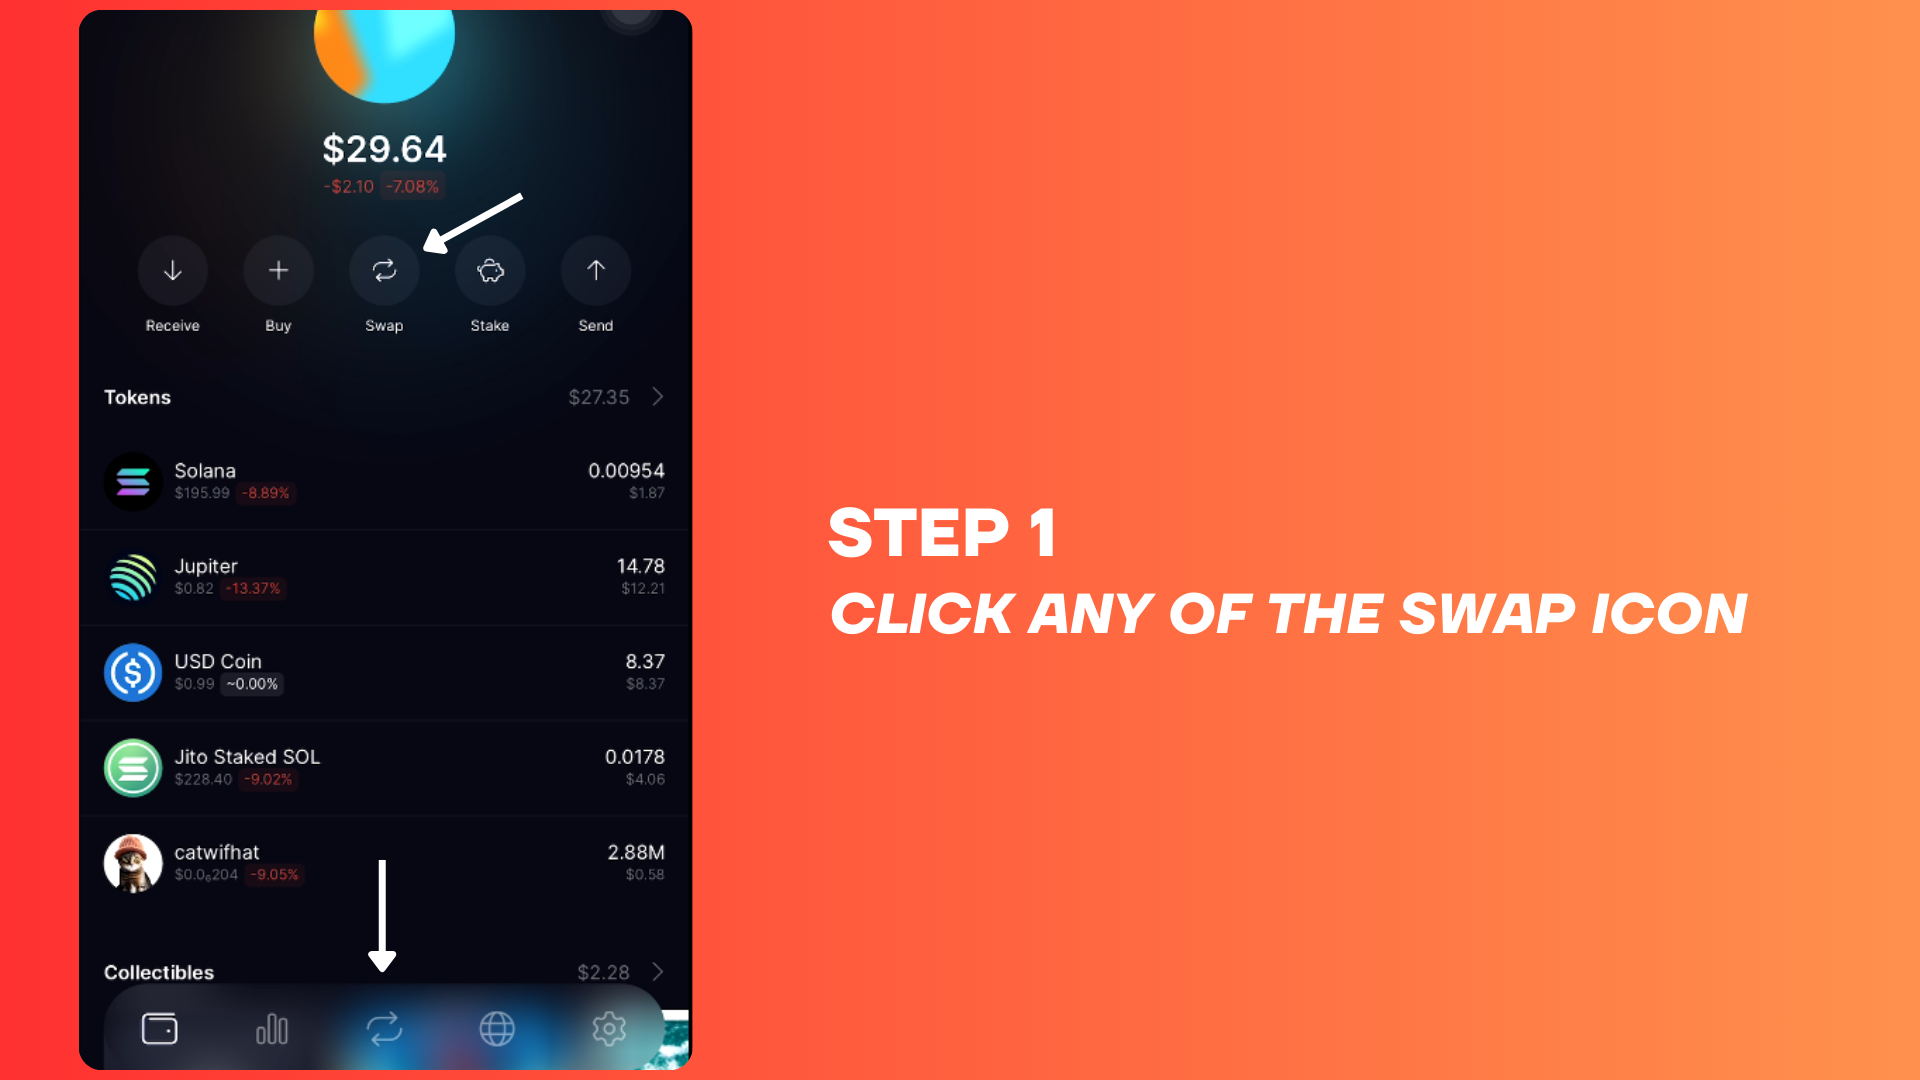 $29.64
-$2.10 -7.08%
Receive Buy Swap Stake Send
Tokens $27.35
Solana 0.00954
$195.99 -8.89% $1.87
Jupiter 14.78
$0.82 -13.37% $12.21
USD Coin 8.37
$0.99 ~0.00% $8.37
Jito Staked SOL 0.0178
$228.40 -9.02% $4.06
catwifhat 2.88M
$0.0₆204 -9.05% $0.58
Collectibles $2.28
STEP 1
CLICK ANY OF THE SWAP ICON